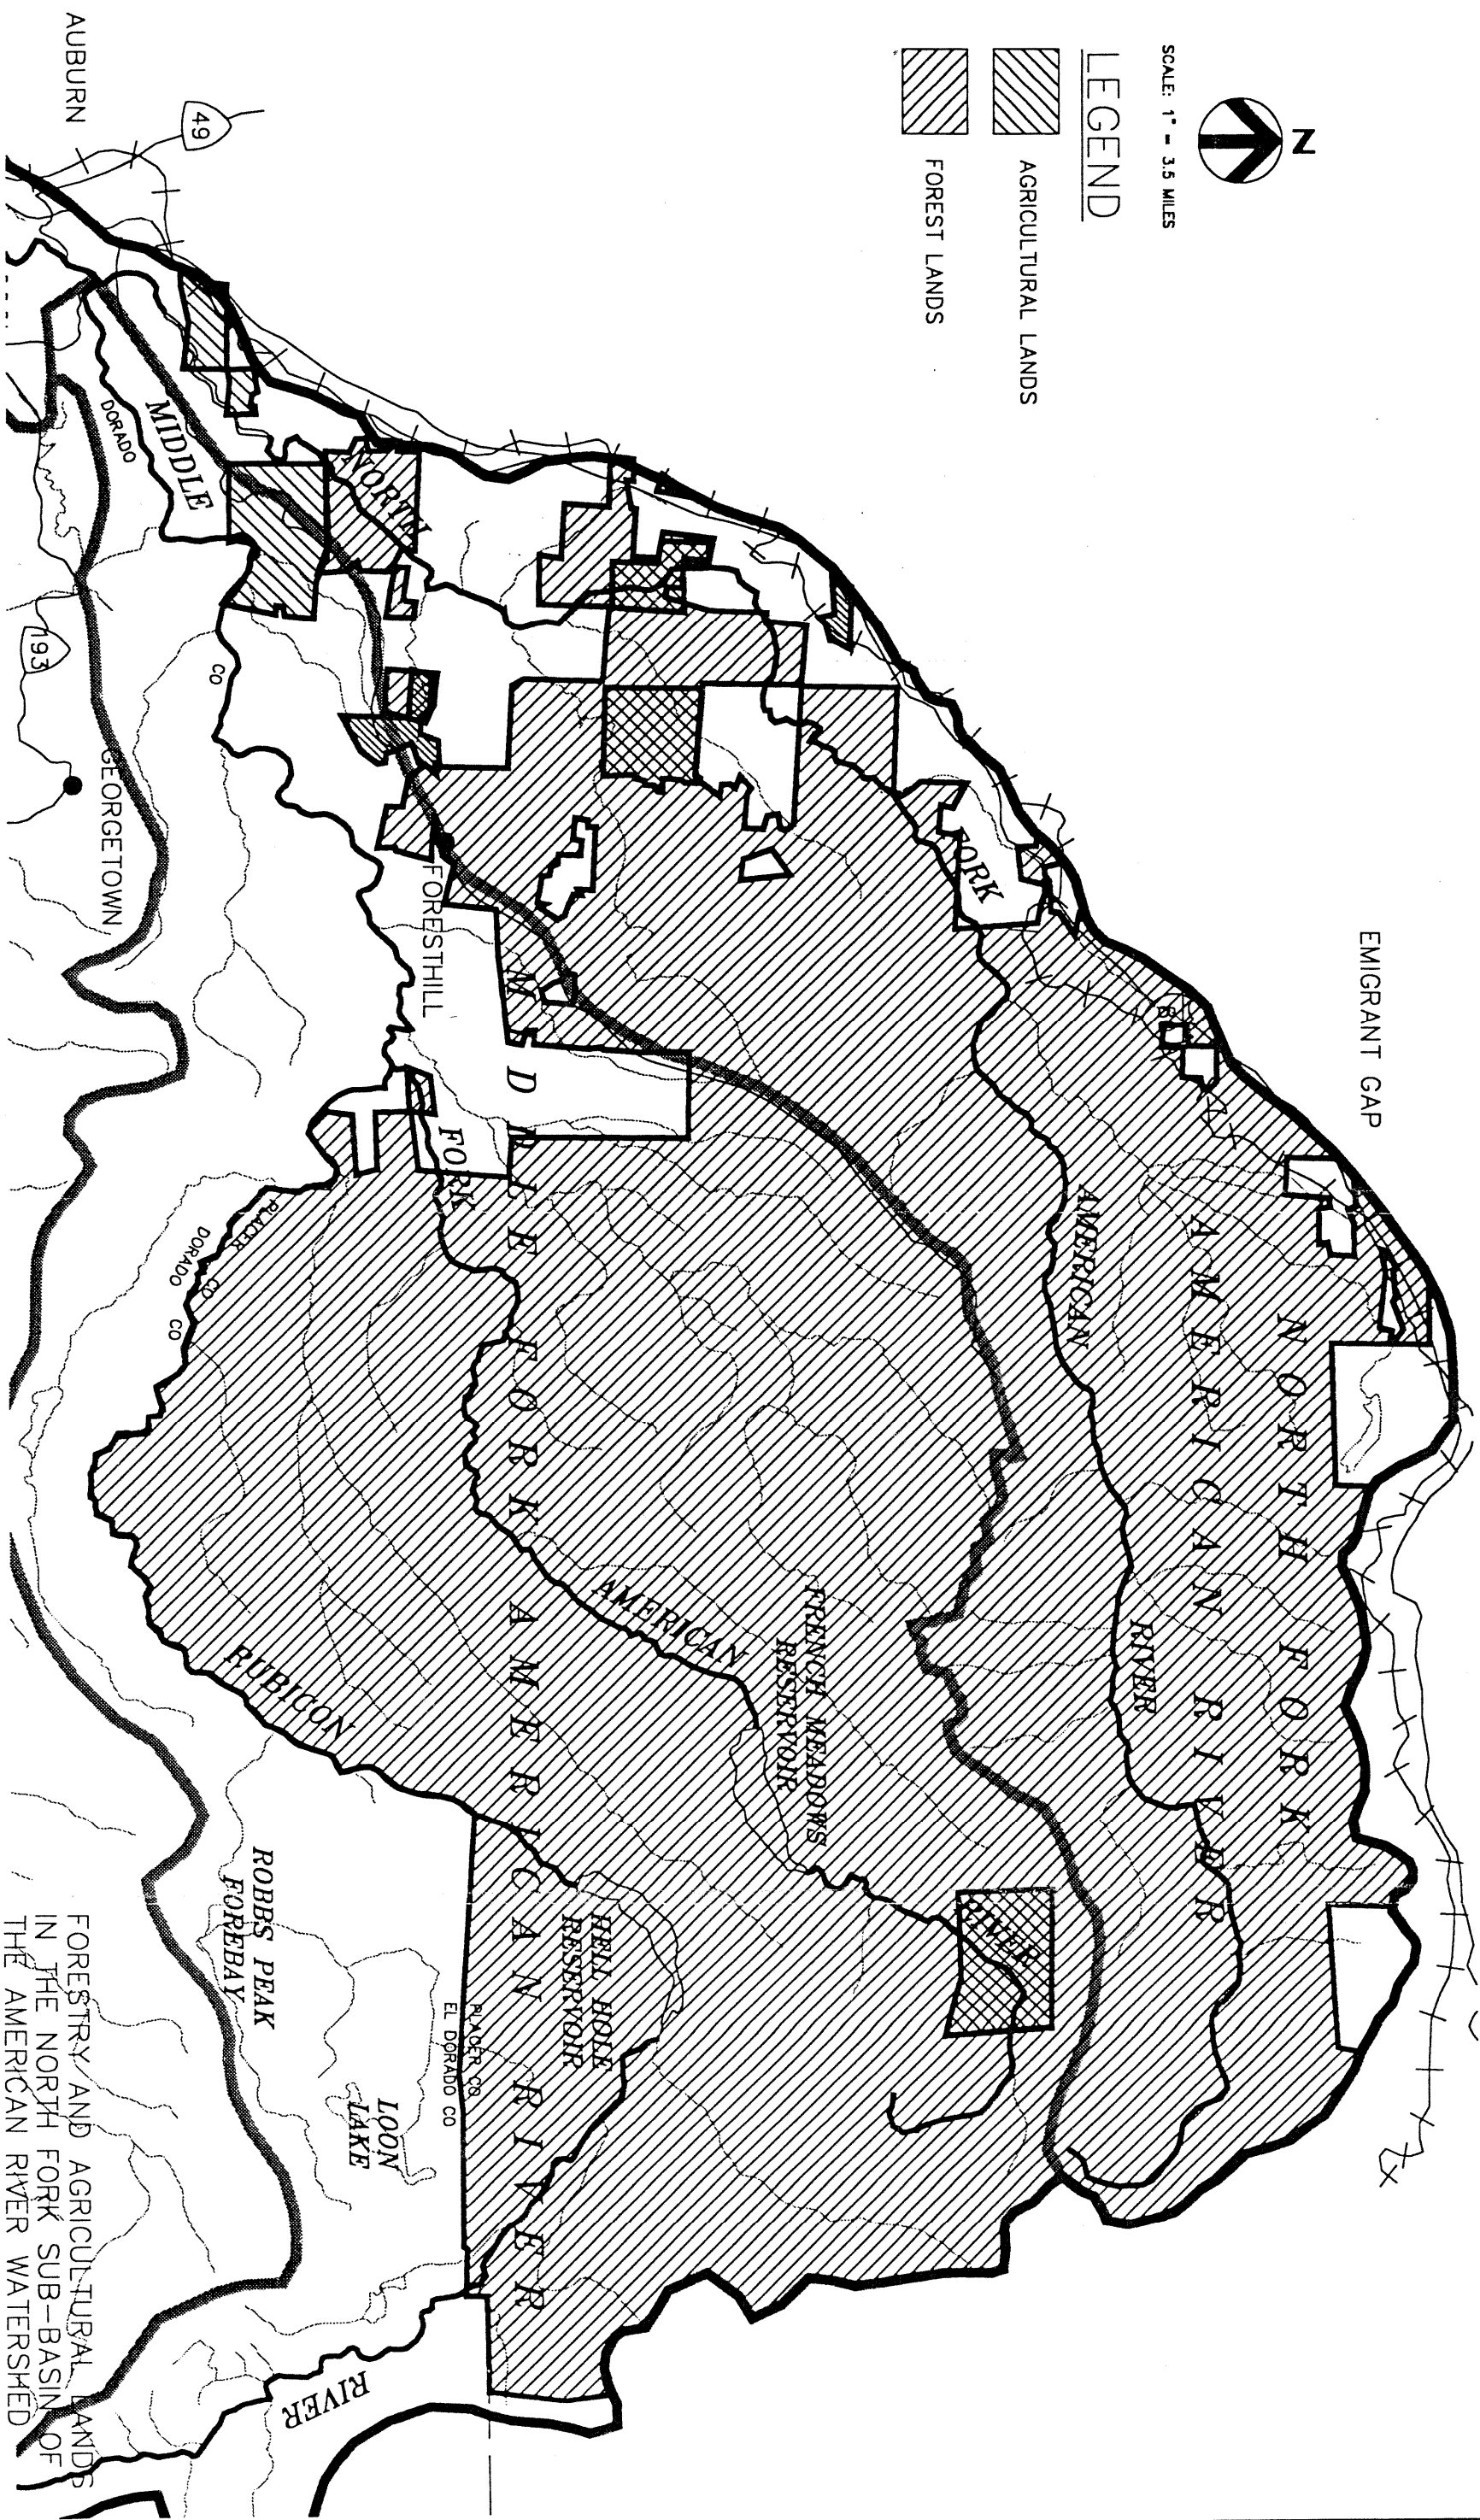 N
SCALE: 1" = 3.5 MILES
LEGEND
AGRICULTURAL LANDS
FOREST LANDS
EMIGRANT GAP
AUBURN
49
193
GEORGETOWN
FORESTHILL
DORADO
CO
MIDDLE
FORK
AMERICAN
RIVER
NORTH
FORK
AMERICAN
RIVER
NORTH FORK
AMERICAN RIVER
MIDDLE FORK AMERICAN RIVER
FRENCH MEADOWS
RESERVOIR
HELL HOLE
RESERVOIR
PLACER CO
DORADO CO
PLACER CO
EL DORADO CO
RUBICON
RIVER
ROBBS PEAK
FOREBAY
LOON
LAKE
FORESTRY AND AGRICULTURAL LANDS
IN THE NORTH FORK SUB-BASIN OF
THE AMERICAN RIVER WATERSHED